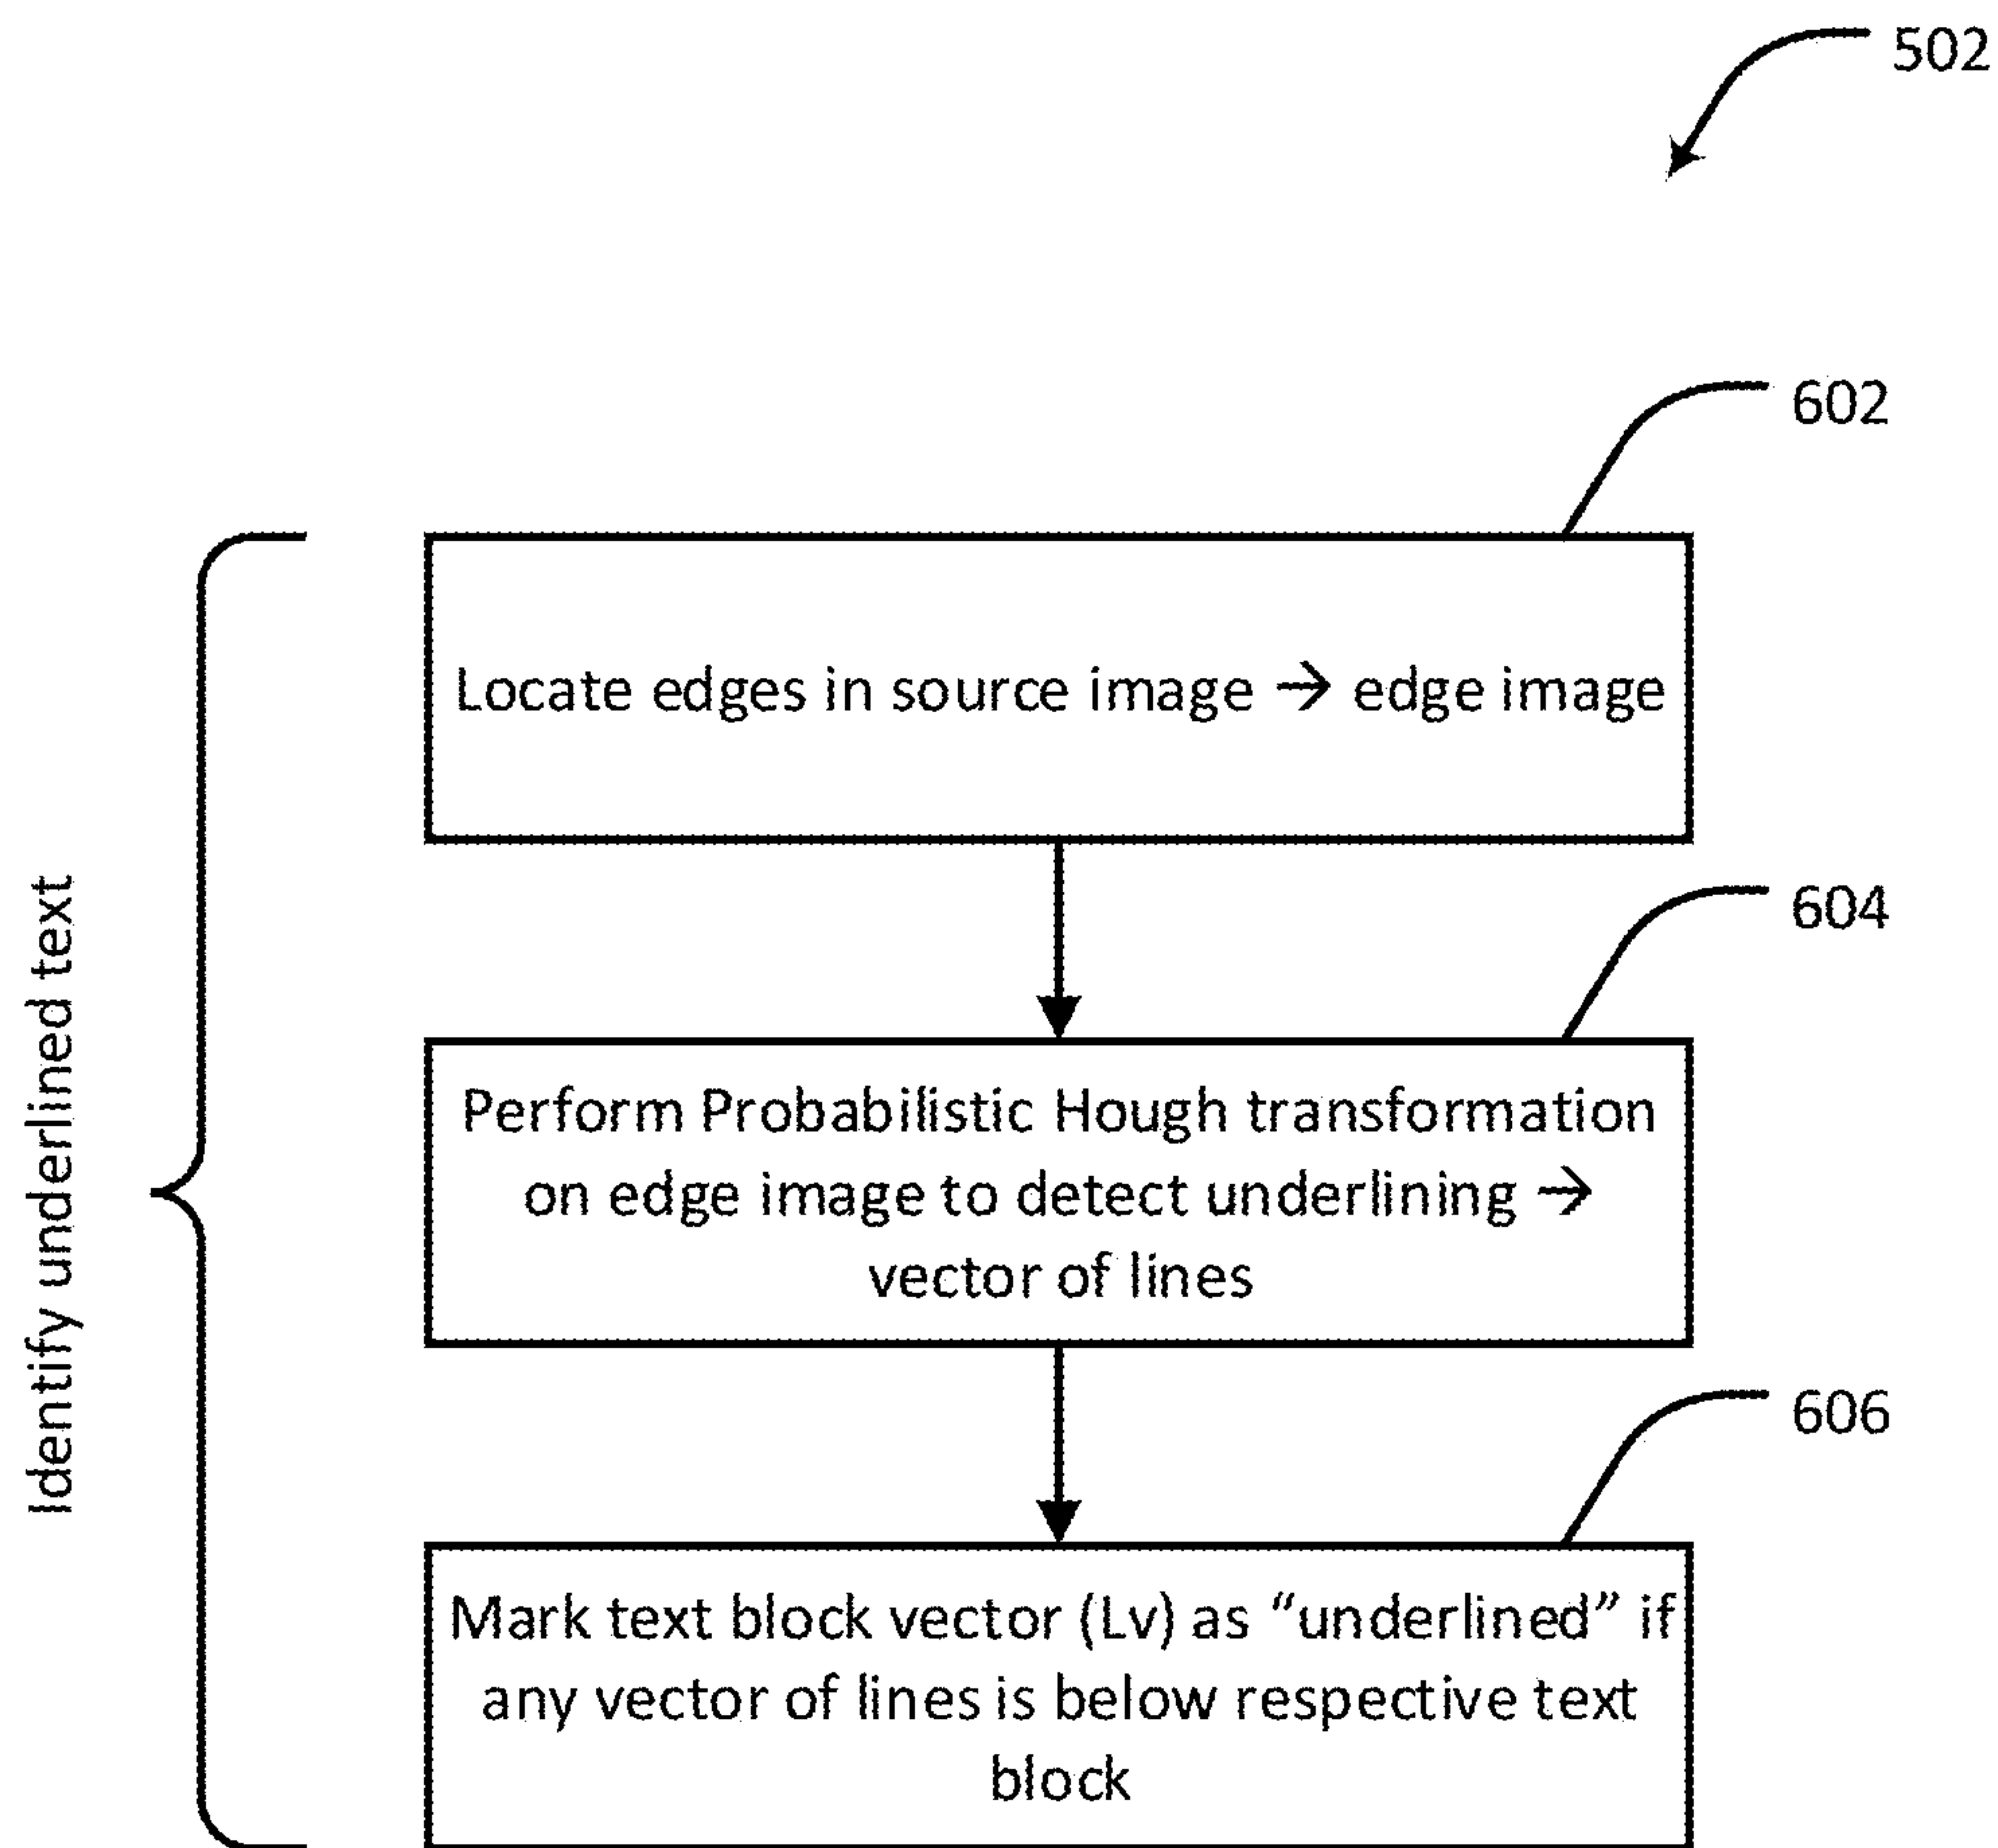 502
602
Identify underlined text
Locate edges in source image → edge image
604
Perform Probabilistic Hough transformation
on edge image to detect underlining →
vector of lines
606
Mark text block vector (Lv) as “underlined” if
any vector of lines is below respective text
block